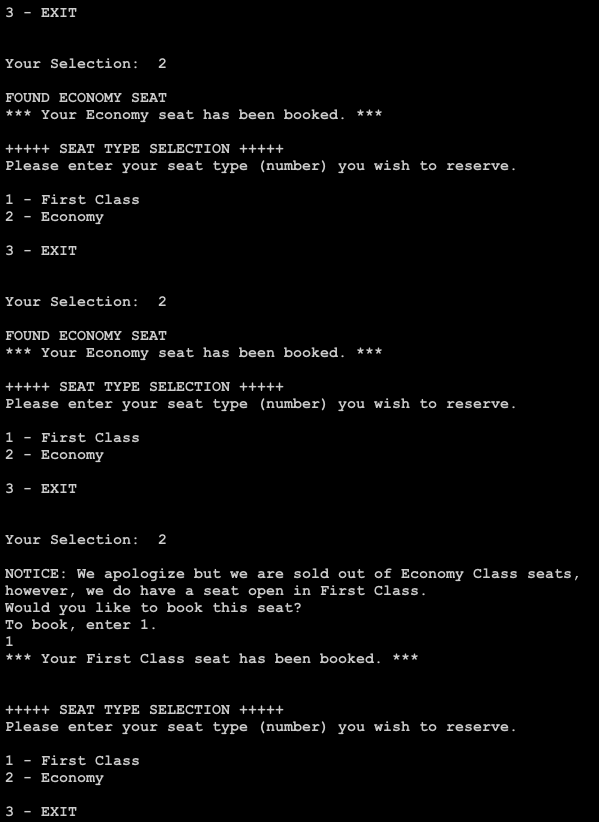 3 - EXIT
Your Selection:  2
FOUND ECONOMY SEAT
*** Your Economy seat has been booked. ***
+++++ SEAT TYPE SELECTION +++++
Please enter your seat type (number) you wish to reserve.
1 - First Class
2 - Economy
3 - EXIT
Your Selection:  2
FOUND ECONOMY SEAT
*** Your Economy seat has been booked. ***
+++++ SEAT TYPE SELECTION +++++
Please enter your seat type (number) you wish to reserve.
1 - First Class
2 - Economy
3 - EXIT
Your Selection:  2
NOTICE: We apologize but we are sold out of Economy Class seats,
however, we do have a seat open in First Class.
Would you like to book this seat?
To book, enter 1.
1
*** Your First Class seat has been booked. ***
+++++ SEAT TYPE SELECTION +++++
Please enter your seat type (number) you wish to reserve.
1 - First Class
2 - Economy
3 - EXIT